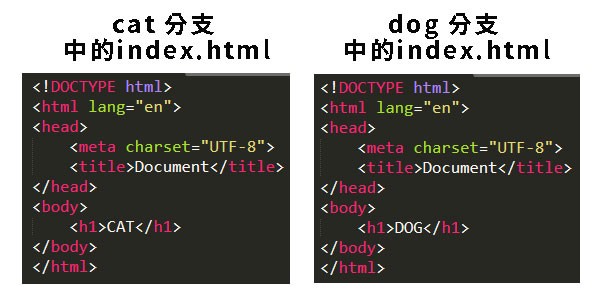 cat 分支
中的index.html
<!DOCTYPE html>
<html lang="en">
<head>
    <meta charset="UTF-8">
    <title>Document</title>
</head>
<body>
    <h1>CAT</h1>
</body>
</html>
dog 分支
中的index.html
<!DOCTYPE html>
<html lang="en">
<head>
    <meta charset="UTF-8">
    <title>Document</title>
</head>
<body>
    <h1>DOG</h1>
</body>
</html>